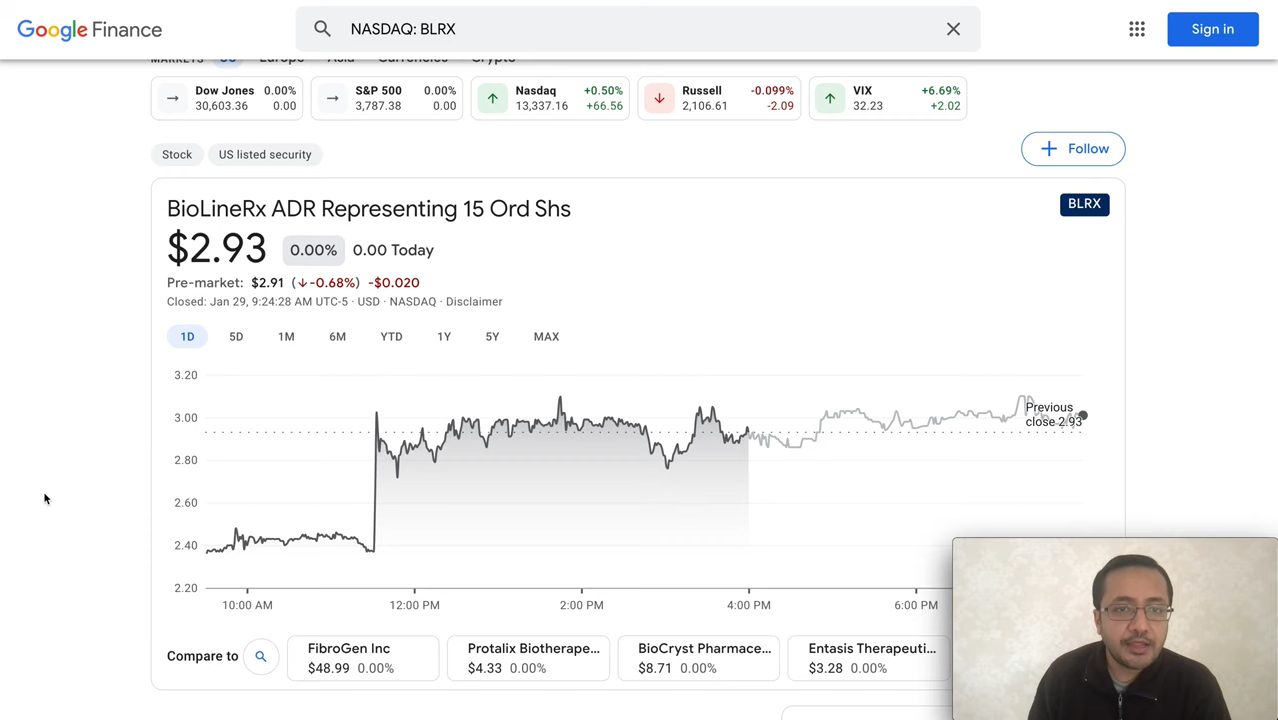 Google Finance
NASDAQ: BLRX
Sign in
MARKETS US Europe Asia Currencies Crypto
Dow Jones 0.00%
30,603.36 0.00
S&P 500 0.00%
3,787.38 0.00
Nasdaq +0.50%
13,337.16 +66.56
Russell -0.099%
2,106.61 -2.09
VIX +6.69%
32.23 +2.02
Stock
US listed security
Follow
BioLineRx ADR Representing 15 Ord Shs
BLRX
$2.93 0.00% 0.00 Today
Pre-market: $2.91 (↓-0.68%) -$0.020
Closed: Jan 29, 9:24:28 AM UTC-5 · USD · NASDAQ · Disclaimer
1D 5D 1M 6M YTD 1Y 5Y MAX
3.20
3.00
2.80
2.60
2.40
2.20
Previous
close 2.93
10:00 AM 12:00 PM 2:00 PM 4:00 PM 6:00 PM
Compare to
FibroGen Inc
$48.99 0.00%
Protalix Biotherape...
$4.33 0.00%
BioCryst Pharmace...
$8.71 0.00%
Entasis Therapeuti...
$3.28 0.00%